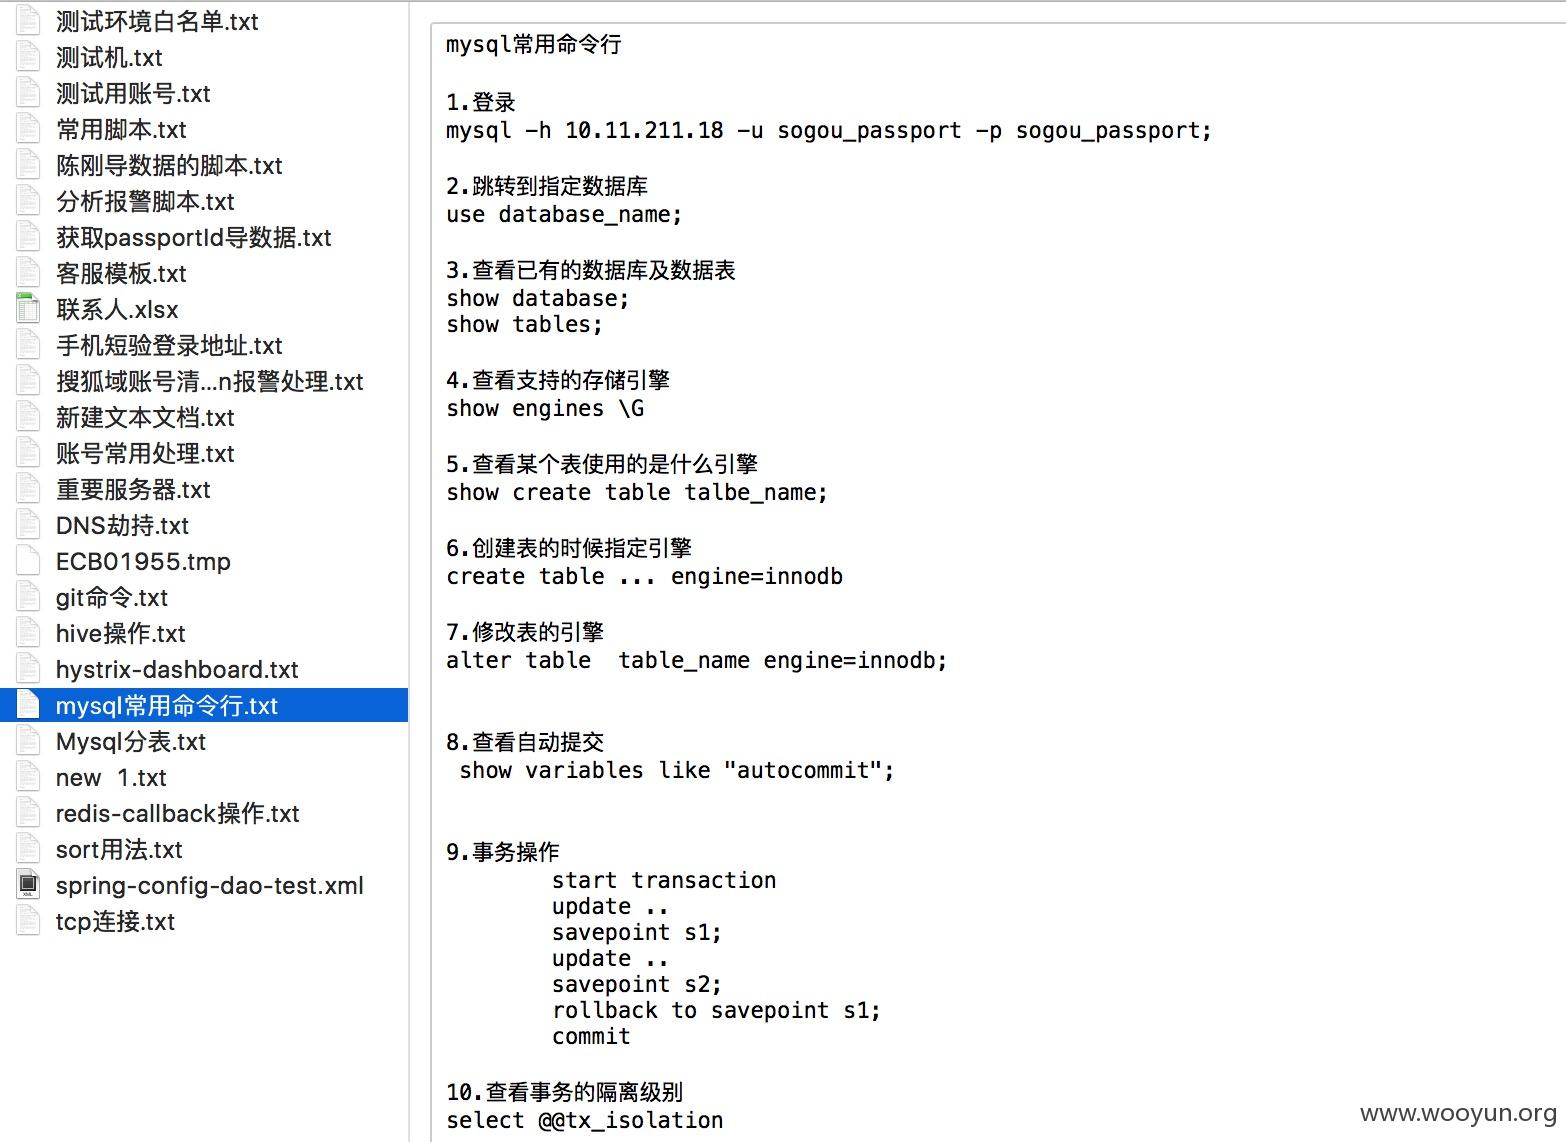 测试环境白名单.txt
测试机.txt
测试用账号.txt
常用脚本.txt
陈刚导数据的脚本.txt
分析报警脚本.txt
获取passportId导数据.txt
客服模板.txt
联系人.xlsx
手机短验登录地址.txt
搜狐域账号清...n报警处理.txt
新建文本文档.txt
账号常用处理.txt
重要服务器.txt
DNS劫持.txt
ECB01955.tmp
git命令.txt
hive操作.txt
hystrix-dashboard.txt
mysql常用命令行.txt
Mysql分表.txt
new  1.txt
redis-callback操作.txt
sort用法.txt
spring-config-dao-test.xml
tcp连接.txt
mysql常用命令行
1.登录
mysql -h 10.11.211.18 -u sogou_passport -p sogou_passport;
2.跳转到指定数据库
use database_name;
3.查看已有的数据库及数据表
show database;
show tables;
4.查看支持的存储引擎
show engines \G
5.查看某个表使用的是什么引擎
show create table talbe_name;
6.创建表的时候指定引擎
create table ... engine=innodb
7.修改表的引擎
alter table  table_name engine=innodb;
8.查看自动提交
show variables like "autocommit";
9.事务操作
start transaction
update ..
savepoint s1;
update ..
savepoint s2;
rollback to savepoint s1;
commit
10.查看事务的隔离级别
select @@tx_isolation
www.wooyun.org